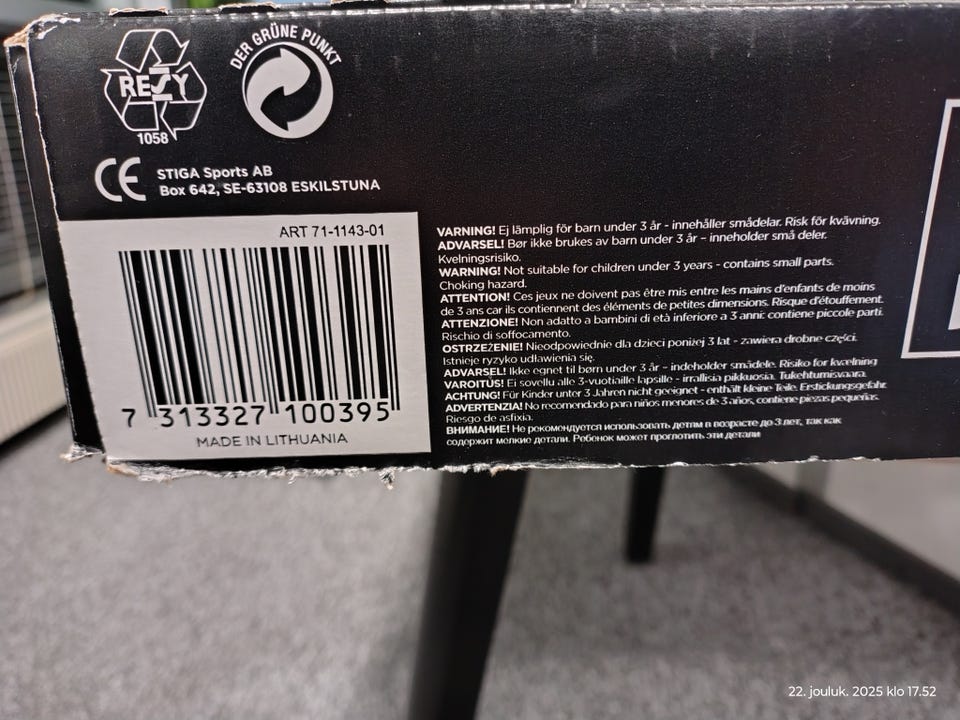 RESY
1058
DER GRÜNE PUNKT
CE
STIGA Sports AB
Box 642, SE-63108 ESKILSTUNA
ART 71-1143-01
7 313327 100395
MADE IN LITHUANIA
VARNING! Ej lämplig för barn under 3 år - innehåller smådelar. Risk för kvävning.
ADVARSEL! Bør ikke brukes av barn under 3 år – inneholder små deler.
Kvelningsrisiko.
WARNING! Not suitable for children under 3 years - contains small parts.
Choking hazard.
ATTENTION! Ces jeux ne doivent pas être mis entre les mains d'enfants de moins
de 3 ans car ils contiennent des éléments de petites dimensions. Risque d'étouffement.
ATTENZIONE! Non adatto a bambini di età inferiore a 3 anni: contiene piccole parti.
Rischio di soffocamento.
OSTRZEŻENIE! Nieodpowiednie dla dzieci poniżej 3 lat - zawiera drobne części.
Istnieje ryzyko udławienia się.
ADVARSEL! Ikke egnet til børn under 3 år – indeholder smådele. Risiko for kvælning
VAROITUS! Ei sovellu alle 3-vuotiaille lapsille - irrallisia pikkuosia. Tukehtumisvaara.
ACHTUNG! Für Kinder unter 3 Jahren nicht geeignet - enthält kleine Teile. Erstickungsgefahr.
ADVERTENZIA! No recomendado para niños menores de 3 años, contiene piezas pequeñas.
Riesgo de asfixia.
ВНИМАНИЕ! Не рекомендуется использовать детям в возрасте до 3 лет, так как
содержит мелкие детали. Ребенок может проглотить эти детали
22. jouluk. 2025 klo 17.52